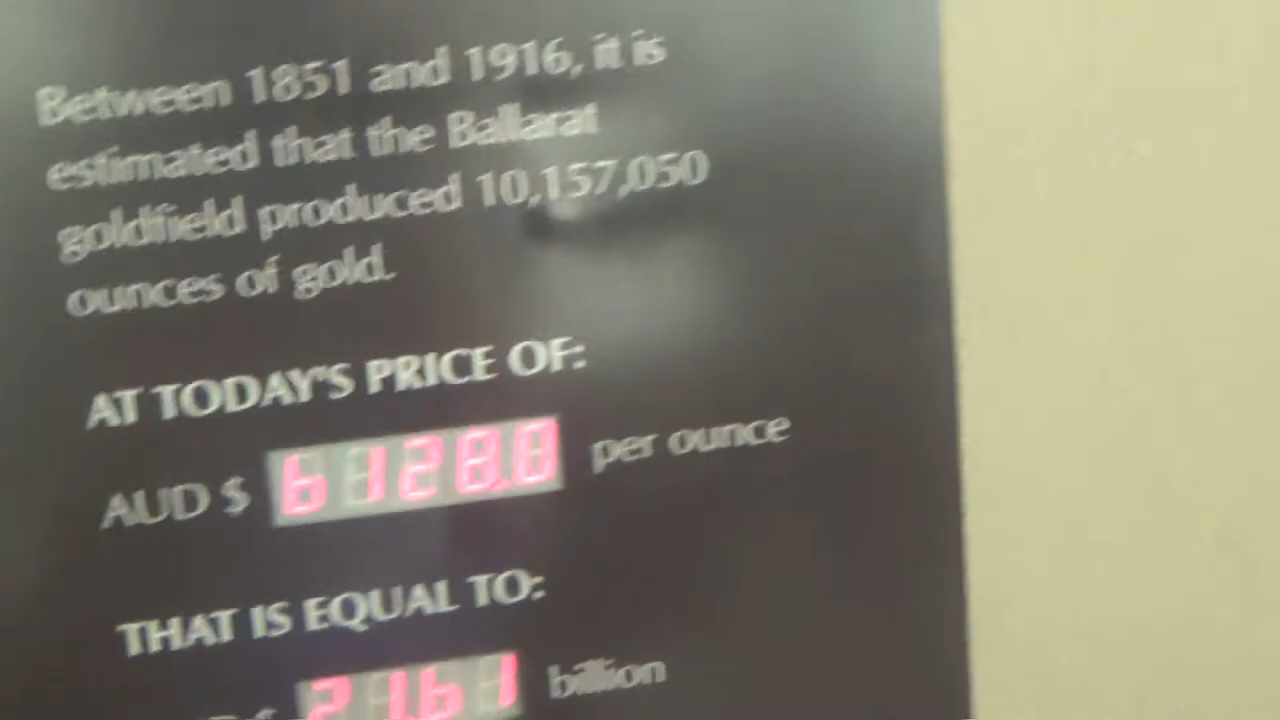 Between 1851 and 1916, it is
estimated that the Ballarat
goldfield produced 10,157,050
ounces of gold.
AT TODAY'S PRICE OF:
AUD $ 6128.8 per ounce
THAT IS EQUAL TO:
billion